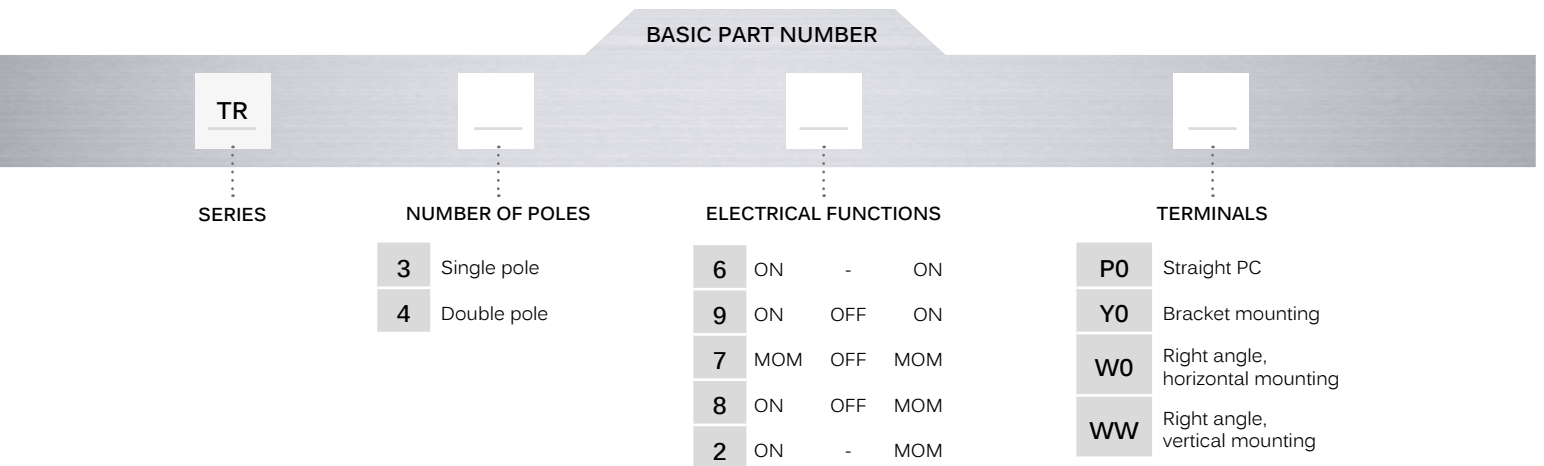 BASIC PART NUMBER
TR
SERIES
NUMBER OF POLES
3 Single pole
4 Double pole
ELECTRICAL FUNCTIONS
6 ON - ON
9 ON OFF ON
7 MOM OFF MOM
8 ON OFF MOM
2 ON - MOM
TERMINALS
P0 Straight PC
Y0 Bracket mounting
W0 Right angle,
horizontal mounting
WW Right angle,
vertical mounting